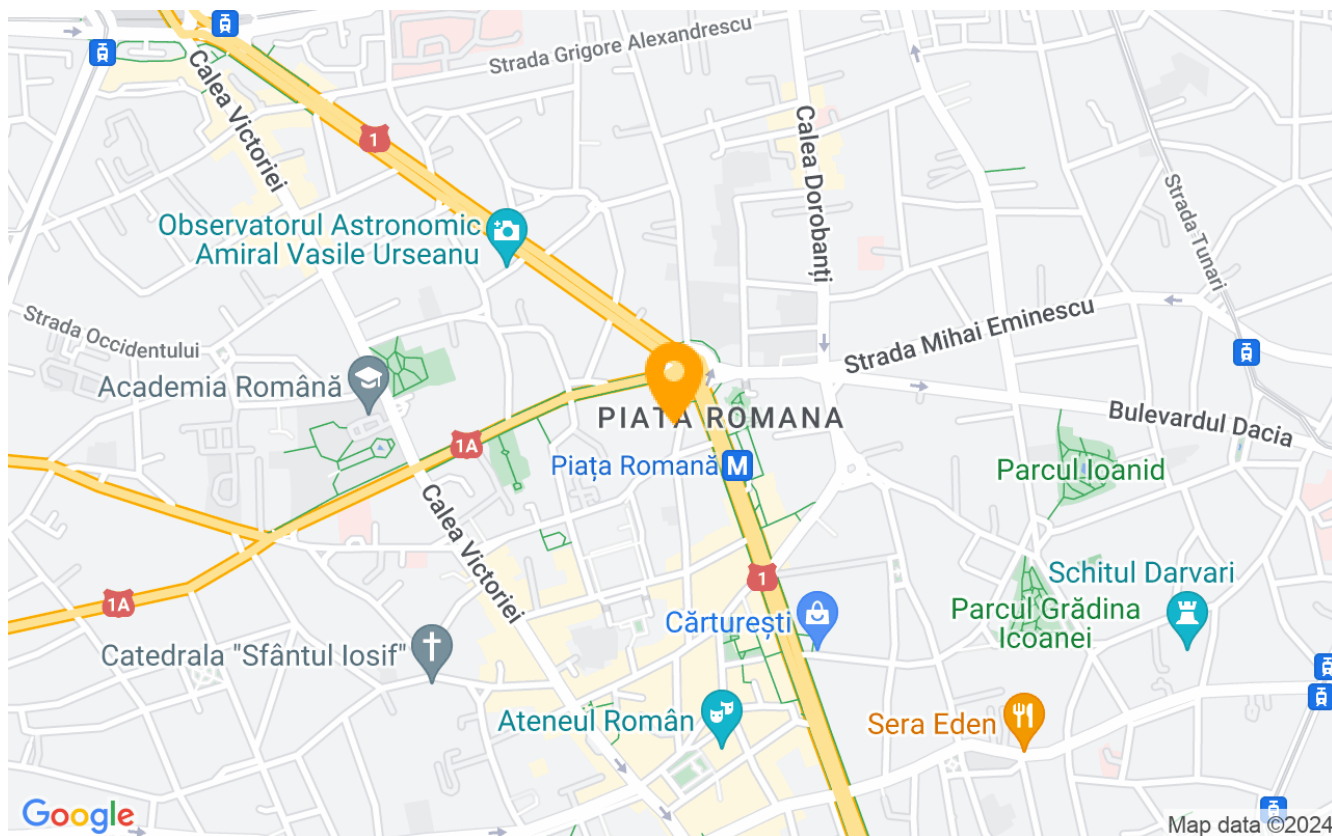 Strada Grigore Alexandrescu
Calea Victoriei
1
Calea Dorobanți
Strada Tunari
Observatorul Astronomic
Amiral Vasile Urseanu
Strada Occidentului
Strada Mihai Eminescu
Academia Română
Bulevardul Dacia
PIAȚA ROMANA
1A
Piața Romană
M
Parcul Ioanid
Calea Victoriei
1
1A
Schitul Darvari
Parcul Grădina
Icoanei
Cărturești
Catedrala "Sfântul Iosif"
Ateneul Român
Sera Eden
Google
Map data ©2024